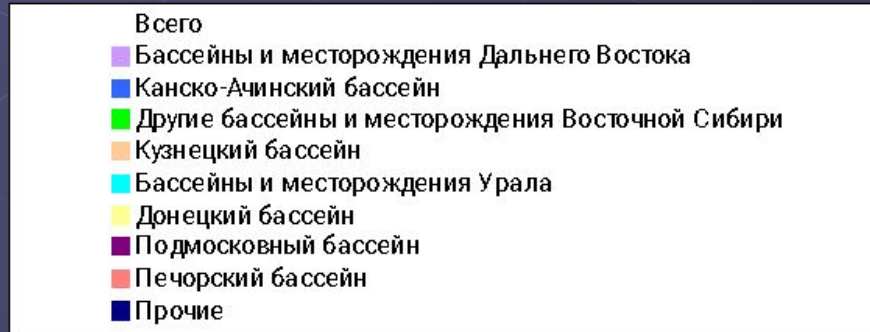 Всего
Бассейны и месторождения Дальнего Востока
Канско-Ачинский бассейн
Другие бассейны и месторождения Восточной Сибири
Кузнецкий бассейн
Бассейны и месторождения Урала
Донецкий бассейн
Подмосковный бассейн
Печорский бассейн
Прочие